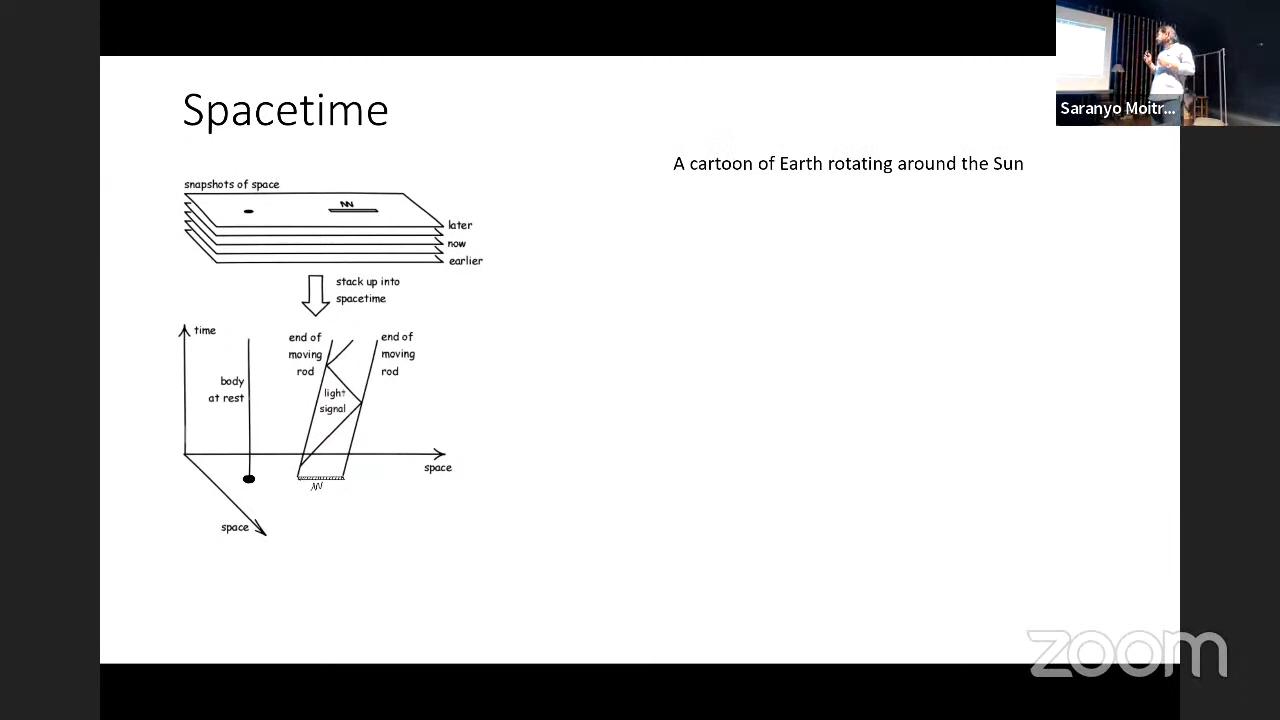 Spacetime
Saranyo Moitr...
A cartoon of Earth rotating around the Sun
snapshots of space
later
now
earlier
stack up into
spacetime
time
end of
moving
rod
end of
moving
rod
body
at rest
light
signal
space
space
zoom